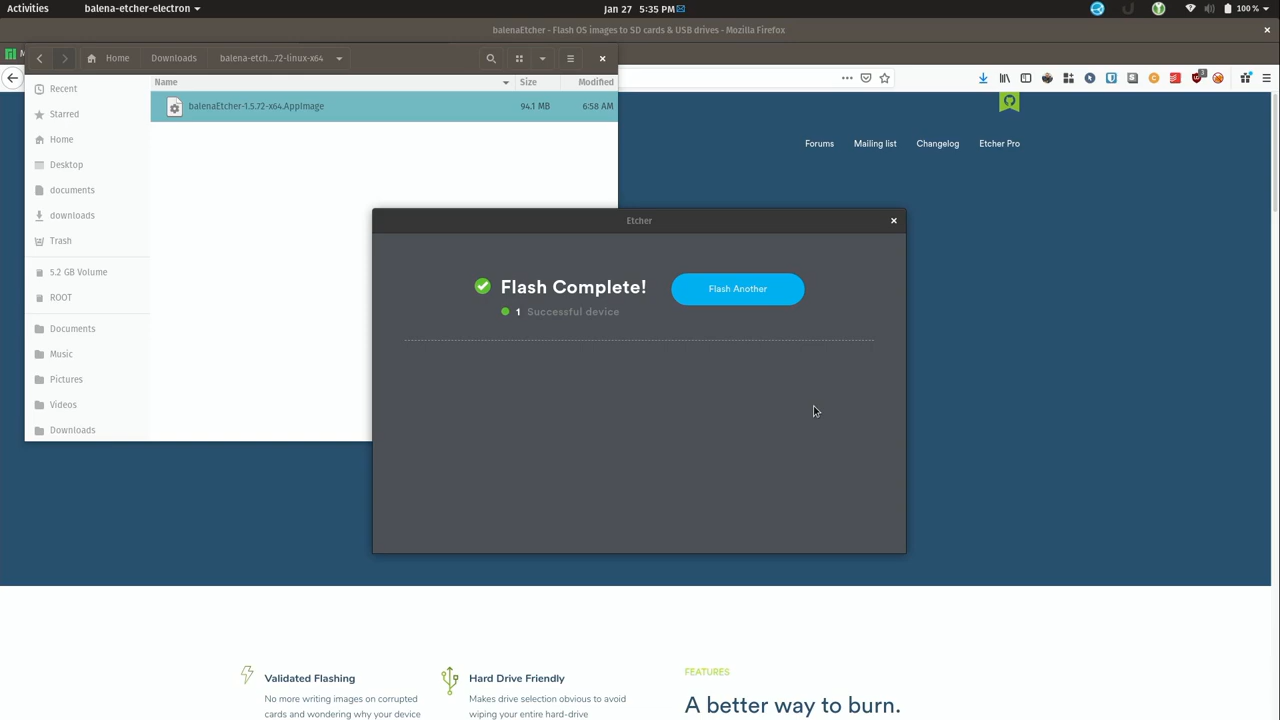 Activities
balena-etcher-electron
Jan 27 5:35 PM
100 %
balenaEtcher - Flash OS images to SD cards & USB drives - Mozilla Firefox
Home
Downloads
balena-etch...72-linux-x64
Name
Size
Modified
balenaEtcher-1.5.72-x64.AppImage
94.1 MB
6:58 AM
Recent
Starred
Home
Desktop
documents
downloads
Trash
5.2 GB Volume
ROOT
Documents
Music
Pictures
Videos
Downloads
Forums
Mailing list
Changelog
Etcher Pro
Etcher
Flash Complete!
Flash Another
1 Successful device
Validated Flashing
No more writing images on corrupted
cards and wondering why your device
Hard Drive Friendly
Makes drive selection obvious to avoid
wiping your entire hard-drive
FEATURES
A better way to burn.